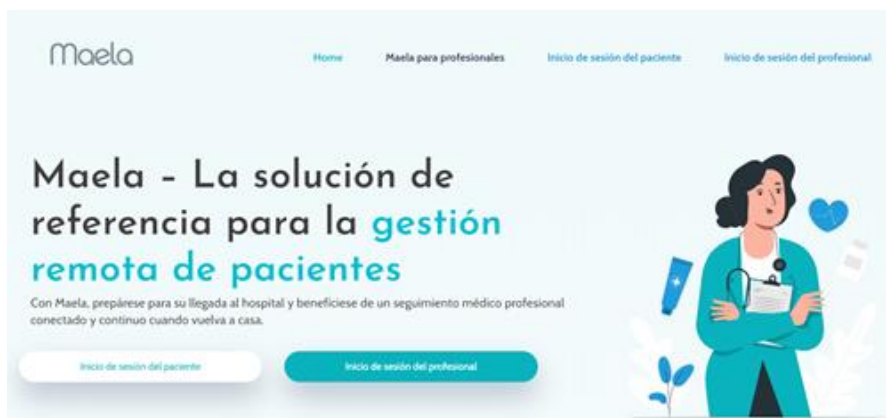 Maela
Home
Maela para profesionales
Inicio de sesión del paciente
Inicio de sesión del profesional
Maela – La solución de
referencia para la gestión
remota de pacientes
Con Maela, prepárese para su llegada al hospital y benefíciese de un seguimiento médico profesional
conectado y continuo cuando vuelva a casa.
Inicio de sesión del paciente
Inicio de sesión del profesional